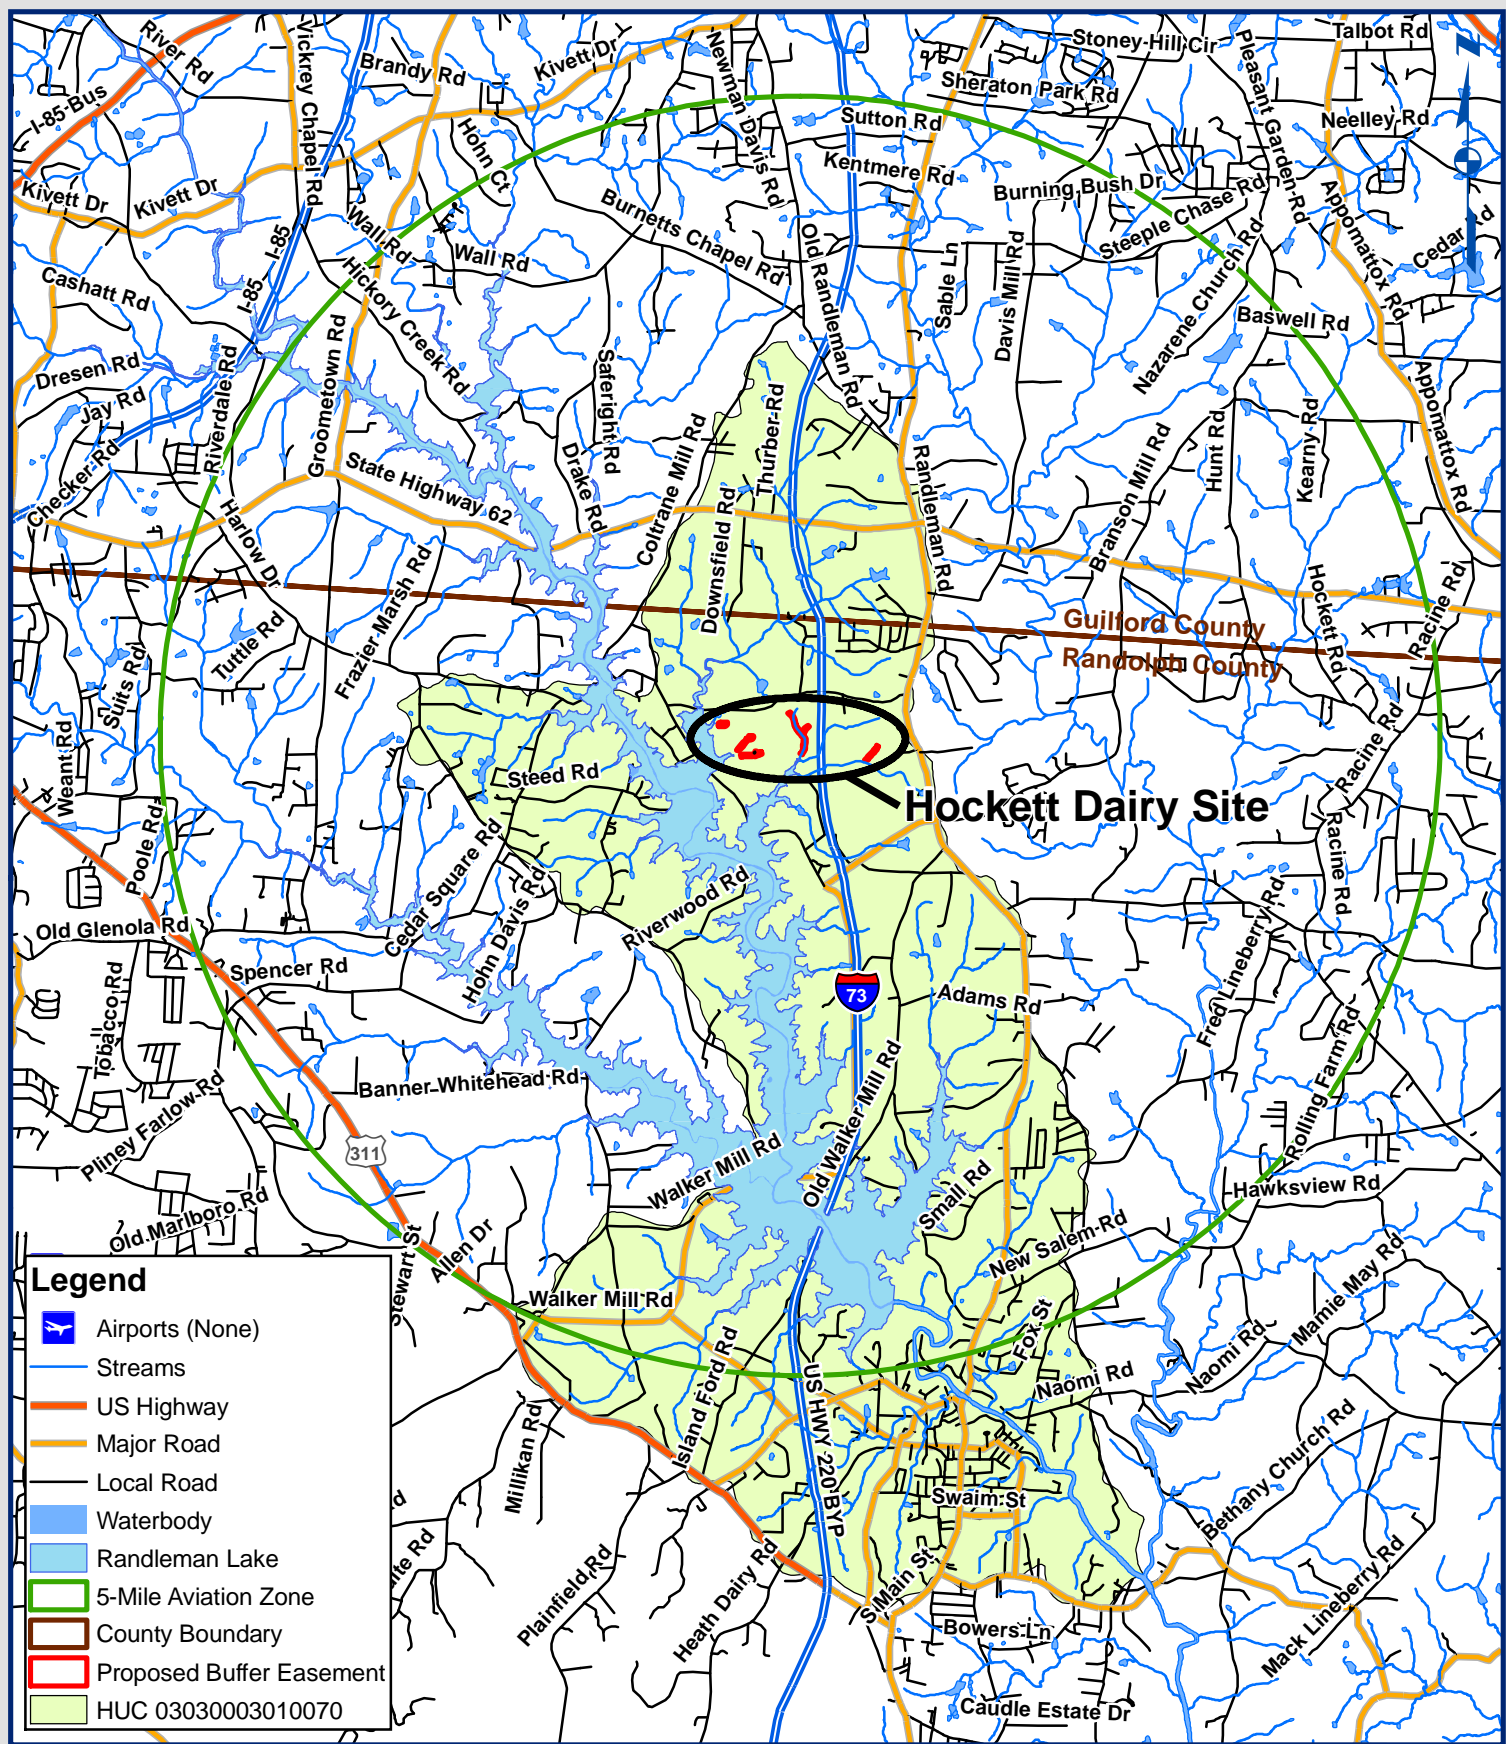 River Rd
Vickrey Chapel Rd
Brandy Rd
Kivett Dr
Newman Davis Rd
Stoney Hill Cir
Pleasant Garden Rd
Talbot Rd
I-85-Bus
Sheraton Park Rd
Sutton Rd
Neelley Rd
Hohn Ct
Kentmere Rd
Burning Bush Dr
Kivett Dr
Kivett Dr
Wall Rd
Burnetts Chapel Rd
Steeple Chase Rd
Appomattox Rd
Cedar Rd
N
I-85
I-85
Wall Rd
Old Randleman Rd
Sable Ln
Davis Mill Rd
Nazarene Church Rd
Cashatt Rd
Hickory Creek Rd
Baswell Rd
Dresen Rd
Jay Rd
Riverdale Rd
Groometown Rd
Saferight Rd
Thurber Rd
Appomattox Rd
Checker Rd
State Highway 62
Drake Rd
Coltrane Mill Rd
Downsfield Rd
Randleman Rd
Branson Mill Rd
Hunt Rd
Kearny Rd
Harlow Dr
Frazier Marsh Rd
Hockett Rd
Racine Rd
Guilford County
Randolph County
Tuttle Rd
Suits Rd
Weant Rd
Steed Rd
Racine Rd
Hockett Dairy Site
Poole Rd
Cedar Square Rd
Racine Rd
Old Glenola Rd
Hohn Davis Rd
Riverwood Rd
Fred Lineberry Rd
Spencer Rd
Tobacco Rd
73
Adams Rd
Rolling Farm Rd
Banner Whitehead Rd
Old Walker Mill Rd
Pliney Farlow Rd
311
Walker Mill Rd
Small Rd
Hawksview Rd
Old Marlboro Rd
Stewart St
Allen Dr
New Salem Rd
Mamie May Rd
Walker Mill Rd
Fox St
Naomi Rd
Naomi Rd
Island Ford Rd
US HWY 220 BYP
Millikan Rd
Swaim St
Bethany Church Rd
Plainfield Rd
Heath Dairy Rd
S Main St
Bowers Ln
Mack Lineberry Rd
Caudle Estate Dr
Legend
Airports (None)
Streams
US Highway
Major Road
Local Road
Waterbody
Randleman Lake
5-Mile Aviation Zone
County Boundary
Proposed Buffer Easement
HUC 03030003010070